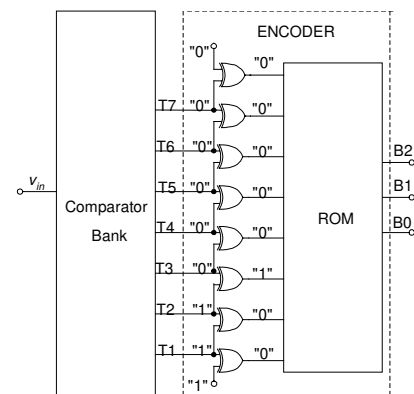 ENCODER
"0" "0"
T7 "0" "0"
T6 "0" "0"
B2
v_in T5 "0" "0"
B1
Comparator
Bank
ROM
T4 "0" "0"
B0
T3 "0" "1"
T2 "1" "0"
T1 "1" "0"
"1"